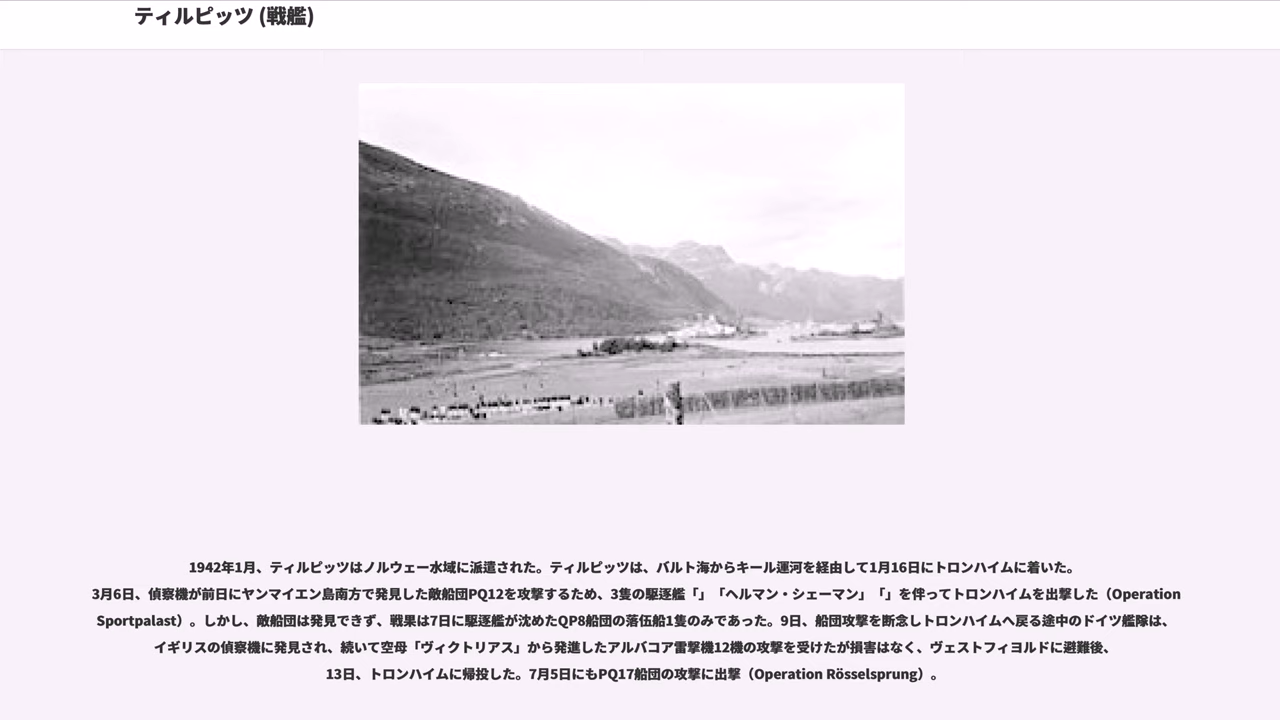 ティルピッツ (戦艦)
1942年1月、ティルピッツはノルウェー水域に派遣された。ティルピッツは、バルト海からキール運河を経由して1月16日にトロンハイムに着いた。
3月6日、偵察機が前日にヤンマイエン島南方で発見した敵船団PQ12を攻撃するため、3隻の駆逐艦「」「ヘルマン・シェーマン」「」を伴ってトロンハイムを出撃した（Operation
Sportpalast）。しかし、敵船団は発見できず、戦果は7日に駆逐艦が沈めたQP8船団の落伍船1隻のみであった。9日、船団攻撃を断念しトロンハイムへ戻る途中のドイツ艦隊は、
イギリスの偵察機に発見され、続いて空母「ヴィクトリアス」から発進したアルバコア雷撃機12機の攻撃を受けたが損害はなく、ヴェストフィヨルドに避難後、
13日、トロンハイムに帰投した。7月5日にもPQ17船団の攻撃に出撃（Operation Rösselsprung）。